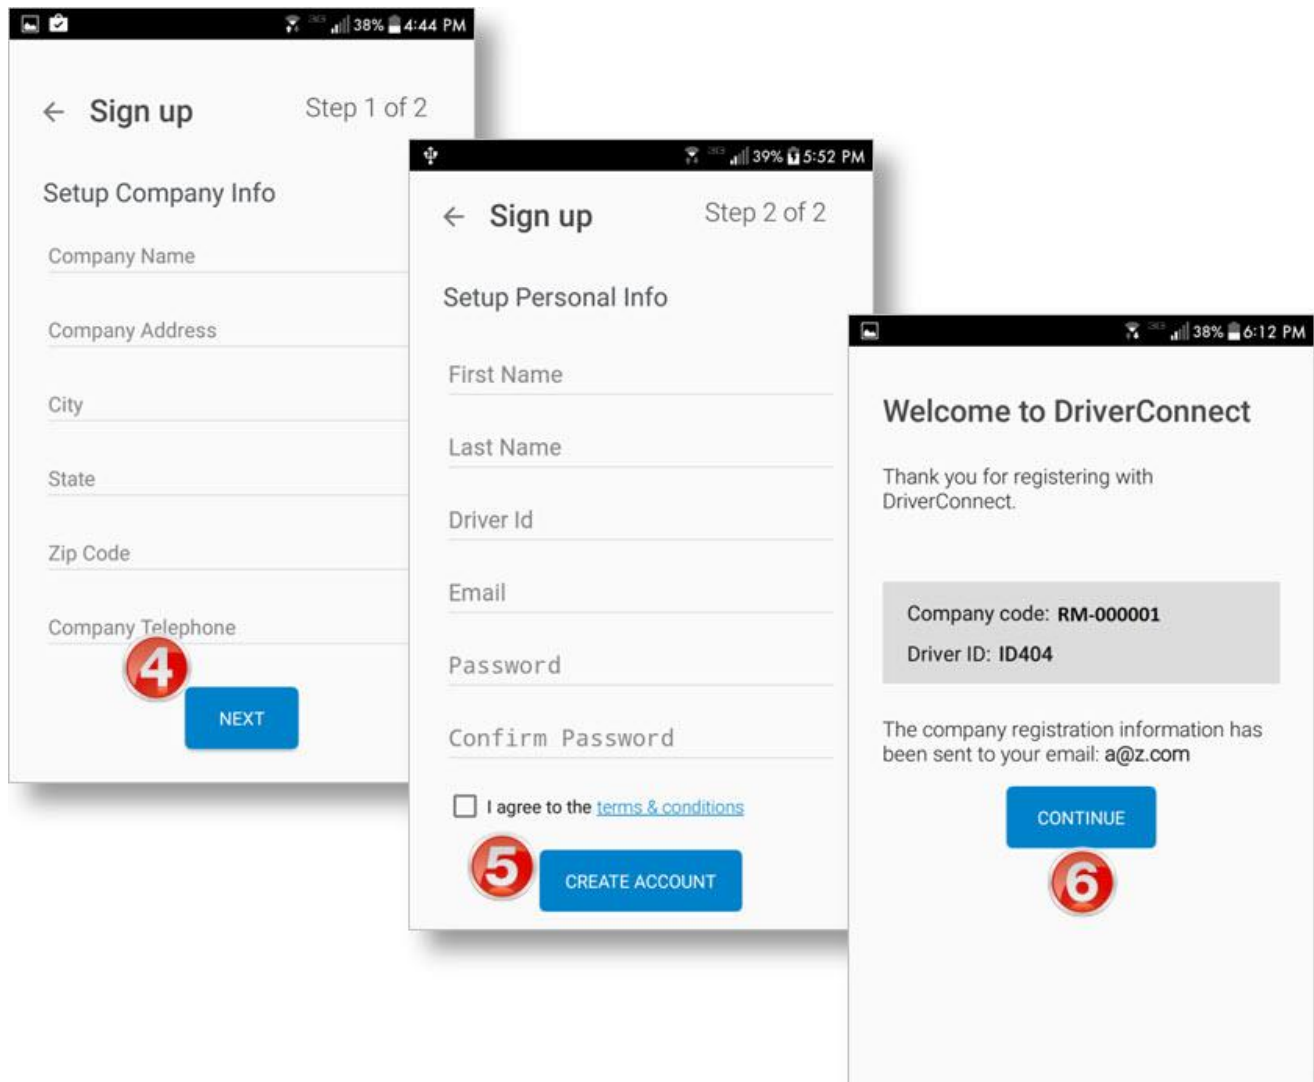 3G 38% 4:44 PM
Sign up Step 1 of 2
Setup Company Info
Company Name
Company Address
City
State
Zip Code
Company Telephone
4
NEXT
3G 39% 5:52 PM
Sign up Step 2 of 2
Setup Personal Info
First Name
Last Name
Driver Id
Email
Password
Confirm Password
I agree to the terms & conditions
5
CREATE ACCOUNT
3G 38% 6:12 PM
Welcome to DriverConnect
Thank you for registering with
DriverConnect.
Company code: RM-000001
Driver ID: ID404
The company registration information has
been sent to your email: a@z.com
CONTINUE
6